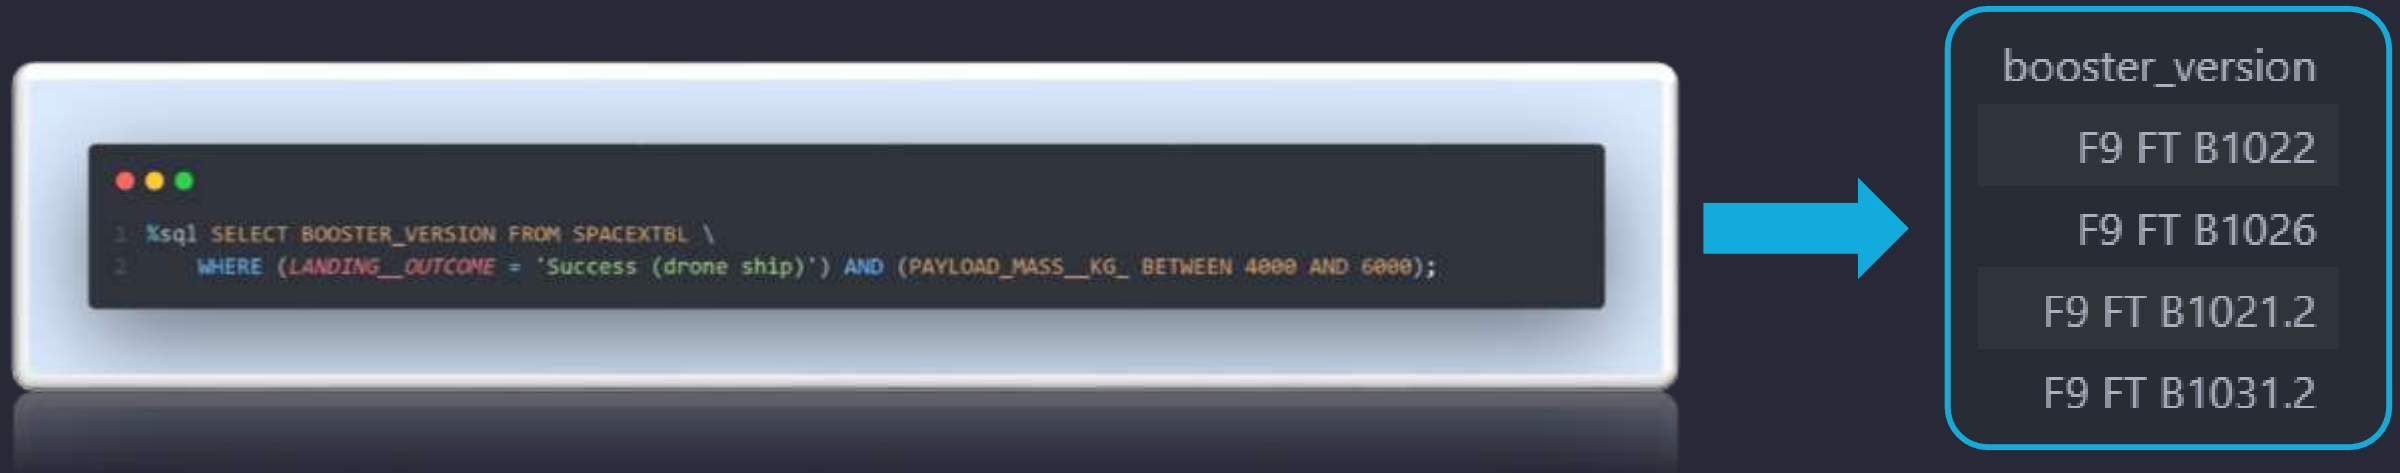 1 %sql SELECT BOOSTER_VERSION FROM SPACEXTBL \
2 WHERE (LANDING__OUTCOME = 'Success (drone ship)') AND (PAYLOAD_MASS__KG_ BETWEEN 4000 AND 6000);
booster_version
F9 FT B1022
F9 FT B1026
F9 FT B1021.2
F9 FT B1031.2